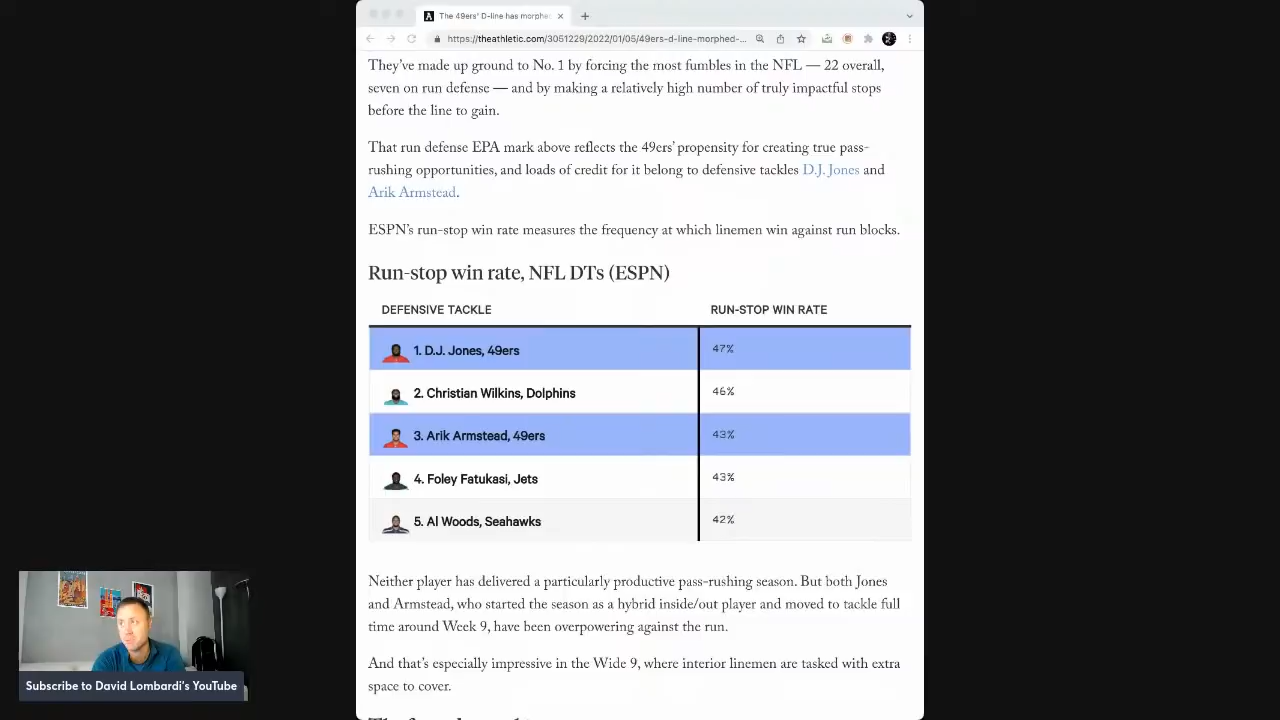 The 49ers' D-line has morphe
https://theathletic.com/3051229/2022/01/05/49ers-d-line-morphed-...
They've made up ground to No. 1 by forcing the most fumbles in the NFL — 22 overall,
seven on run defense — and by making a relatively high number of truly impactful stops
before the line to gain.
That run defense EPA mark above reflects the 49ers' propensity for creating true pass-
rushing opportunities, and loads of credit for it belong to defensive tackles D.J. Jones and
Arik Armstead.
ESPN's run-stop win rate measures the frequency at which linemen win against run blocks.
Run-stop win rate, NFL DTs (ESPN)
DEFENSIVE TACKLE RUN-STOP WIN RATE
1. D.J. Jones, 49ers 47%
2. Christian Wilkins, Dolphins 46%
3. Arik Armstead, 49ers 43%
4. Foley Fatukasi, Jets 43%
5. Al Woods, Seahawks 42%
Neither player has delivered a particularly productive pass-rushing season. But both Jones
and Armstead, who started the season as a hybrid inside/out player and moved to tackle full
time around Week 9, have been overpowering against the run.
And that's especially impressive in the Wide 9, where interior linemen are tasked with extra
space to cover.
Subscribe to David Lombardi's YouTube